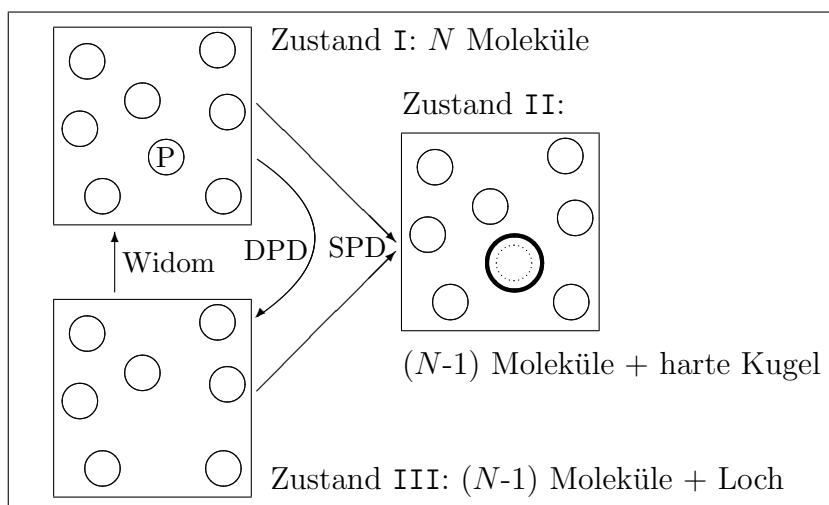 Zustand I: N Moleküle
Zustand II:
P
Widom
DPD
SPD
(N-1) Moleküle + harte Kugel
Zustand III: (N-1) Moleküle + Loch